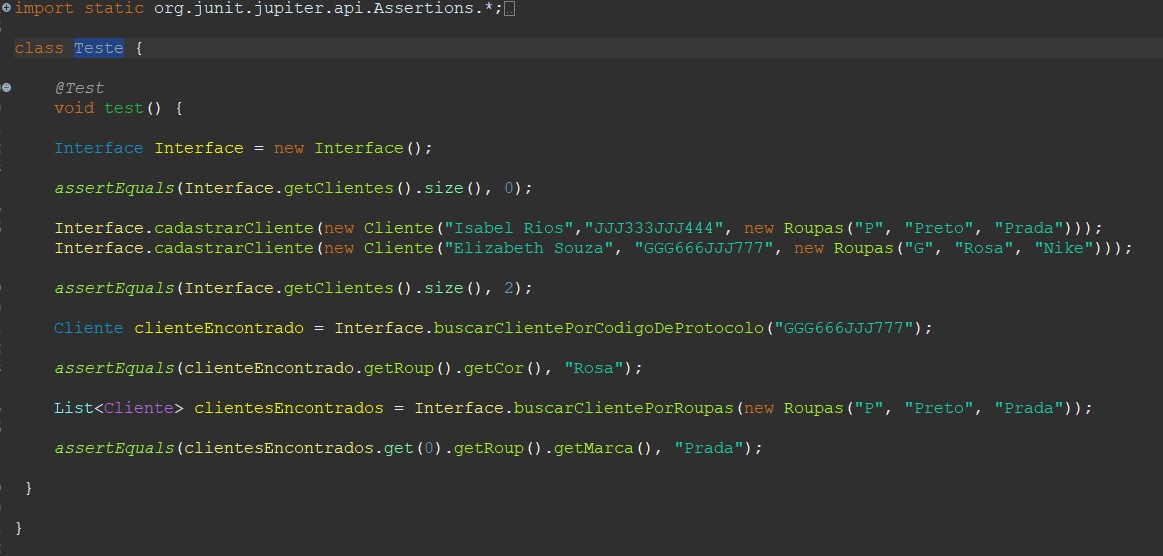 import static org.junit.jupiter.api.Assertions.*;
class Teste {
@Test
void test() {
Interface Interface = new Interface();
assertEquals(Interface.getClientes().size(), 0);
Interface.cadastrarCliente(new Cliente("Isabel Rios","JJJ333JJJ444", new Roupas("P", "Preto", "Prada")));
Interface.cadastrarCliente(new Cliente("Elizabeth Souza", "GGG666JJJ777", new Roupas("G", "Rosa", "Nike")));
assertEquals(Interface.getClientes().size(), 2);
Cliente clienteEncontrado = Interface.buscarClientePorCodigoDeProtocolo("GGG666JJJ777");
assertEquals(clienteEncontrado.getRoup().getCor(), "Rosa");
List<Cliente> clientesEncontrados = Interface.buscarClientePorRoupas(new Roupas("P", "Preto", "Prada"));
assertEquals(clientesEncontrados.get(0).getRoup().getMarca(), "Prada");
}
}